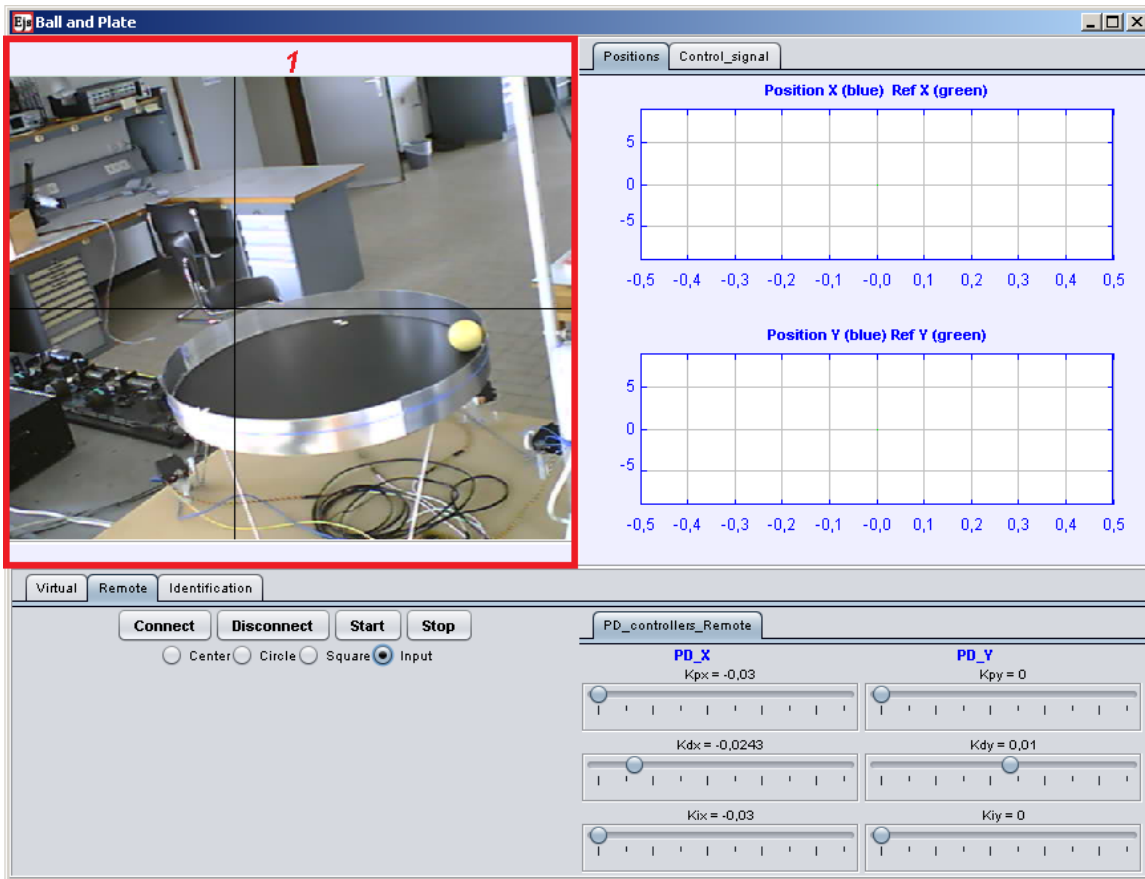 Ejs Ball and Plate
1
Positions Control_signal
Position X (blue) Ref X (green)
5
0
-5
-0,5 -0,4 -0,3 -0,2 -0,1 -0,0 0,1 0,2 0,3 0,4 0,5
Position Y (blue) Ref Y (green)
5
0
-5
-0,5 -0,4 -0,3 -0,2 -0,1 -0,0 0,1 0,2 0,3 0,4 0,5
Virtual Remote Identification
Connect Disconnect Start Stop
Center Circle Square Input
PD_controllers_Remote
PD_X PD_Y
Kpx = -0,03 Kpy = 0
Kdx = -0,0243 Kdy = 0,01
Kix = -0,03 Kiy = 0